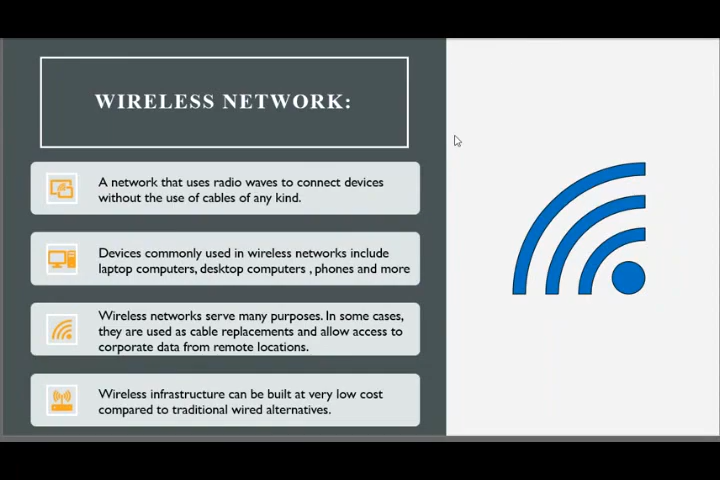 WIRELESS NETWORK:
A network that uses radio waves to connect devices
without the use of cables of any kind.
Devices commonly used in wireless networks include
laptop computers, desktop computers , phones and more
Wireless networks serve many purposes. In some cases,
they are used as cable replacements and allow access to
corporate data from remote locations.
Wireless infrastructure can be built at very low cost
compared to traditional wired alternatives.